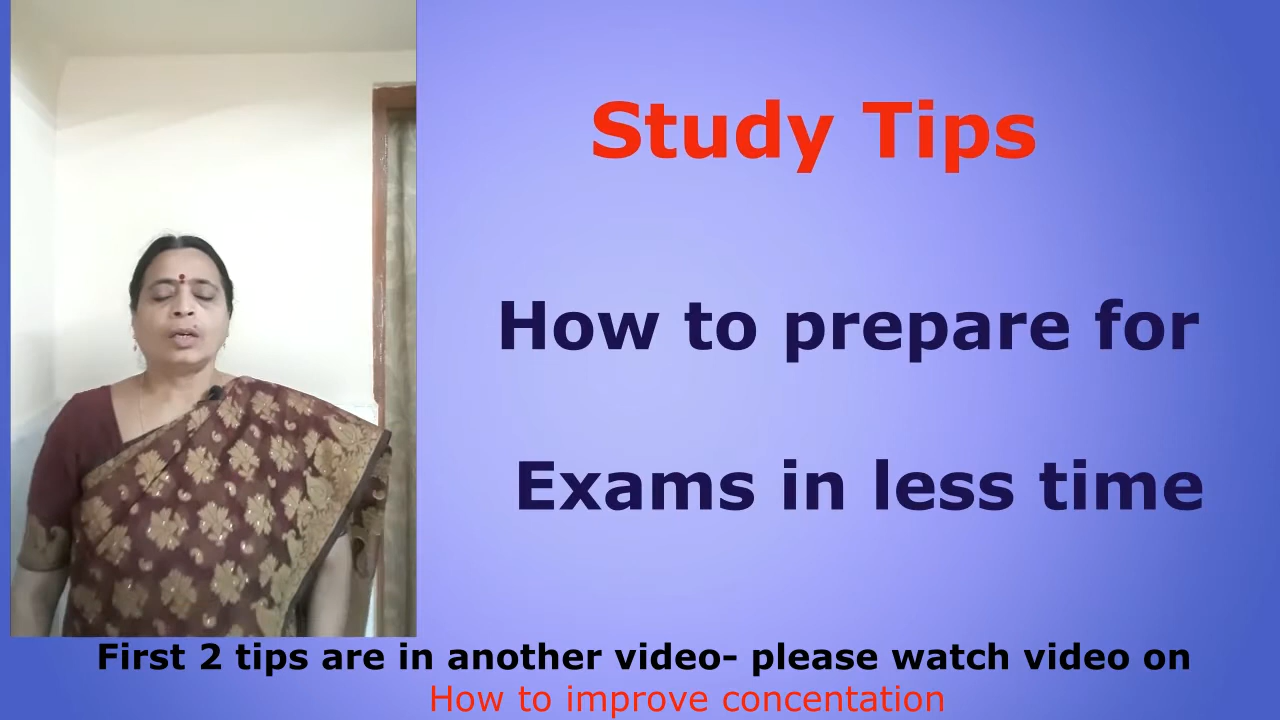 Study Tips
How to prepare for
Exams in less time
First 2 tips are in another video- please watch video on
How to improve concentation